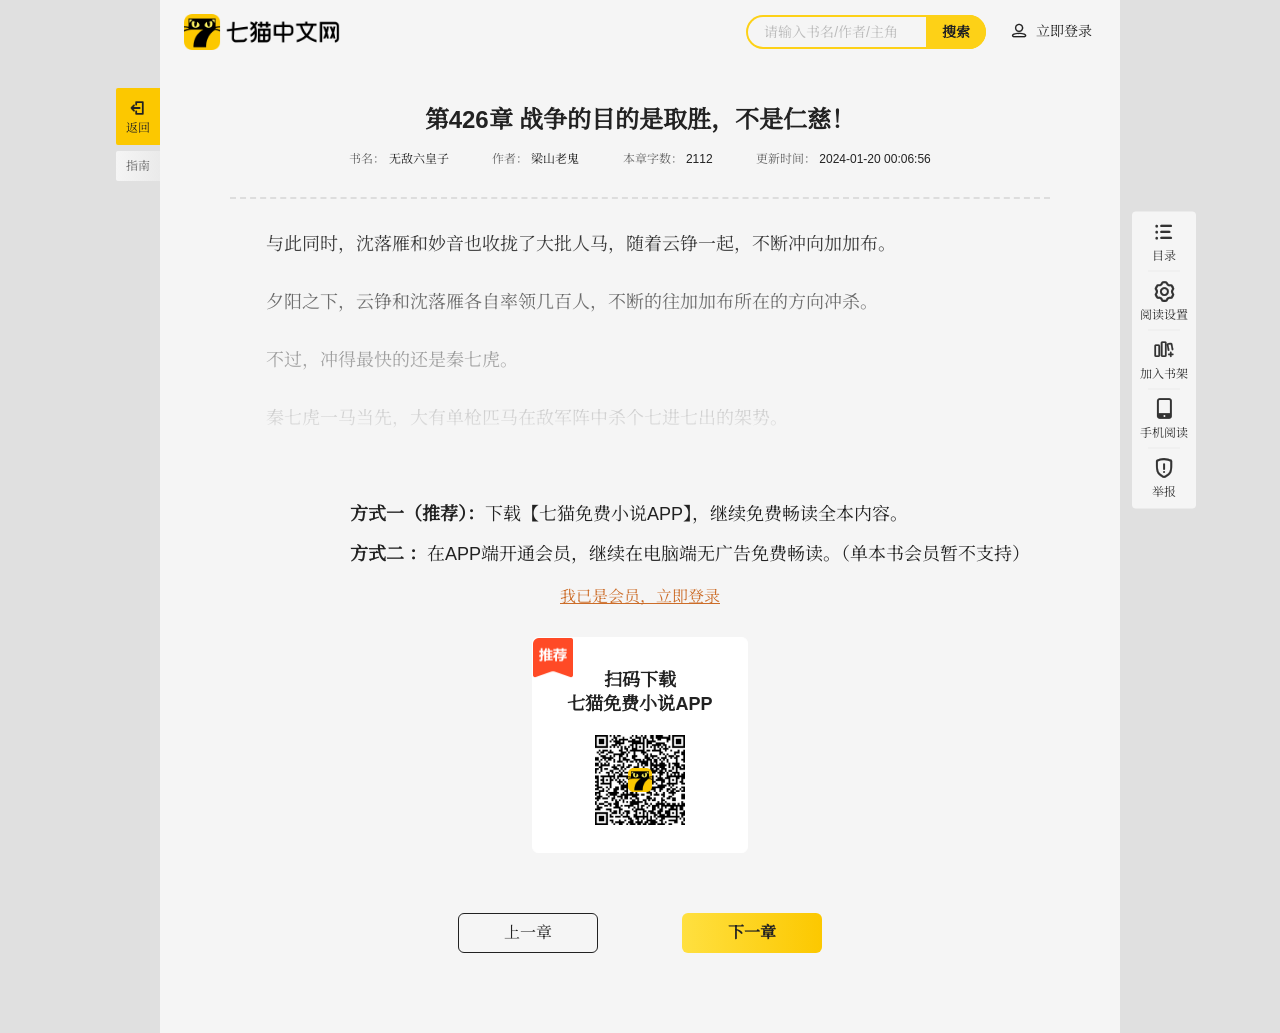 七猫中文网
请输入书名/作者/主角
搜索
立即登录
返回
指南
第426章 战争的目的是取胜，不是仁慈！
书名： 无敌六皇子 作者： 梁山老鬼 本章字数： 2112 更新时间： 2024-01-20 00:06:56
与此同时，沈落雁和妙音也收拢了大批人马，随着云铮一起，不断冲向加加布。
夕阳之下，云铮和沈落雁各自率领几百人，不断的往加加布所在的方向冲杀。
不过，冲得最快的还是秦七虎。
秦七虎一马当先，大有单枪匹马在敌军阵中杀个七进七出的架势。
目录
阅读设置
加入书架
手机阅读
举报
方式一（推荐）：下载【七猫免费小说APP】，继续免费畅读全本内容。
方式二 ：在APP端开通会员，继续在电脑端无广告免费畅读。（单本书会员暂不支持）
我已是会员，立即登录
推荐
扫码下载
七猫免费小说APP
上一章
下一章